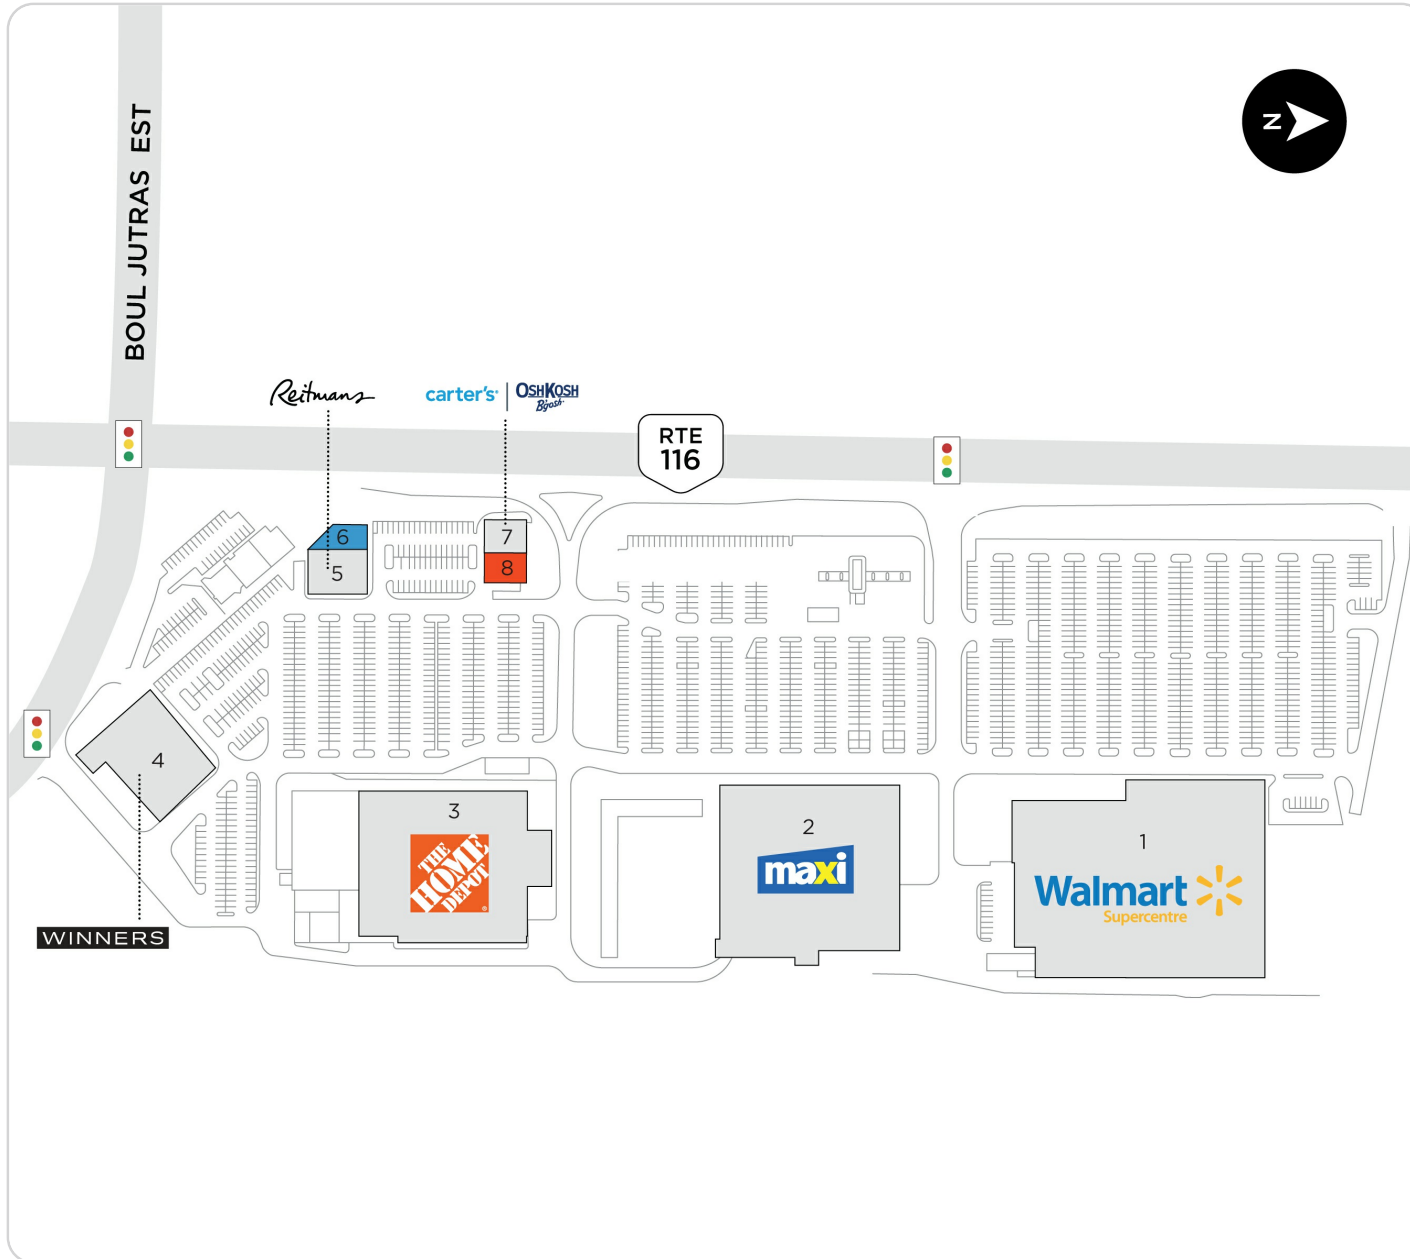 N
BOUL JUTRAS EST
Reitmans
carter's
OSHKOSH
B'gosh
RTE
116
6
5
7
8
4
3
THE
HOME
DEPOT
2
maxi
1
Walmart
Supercentre
WINNERS